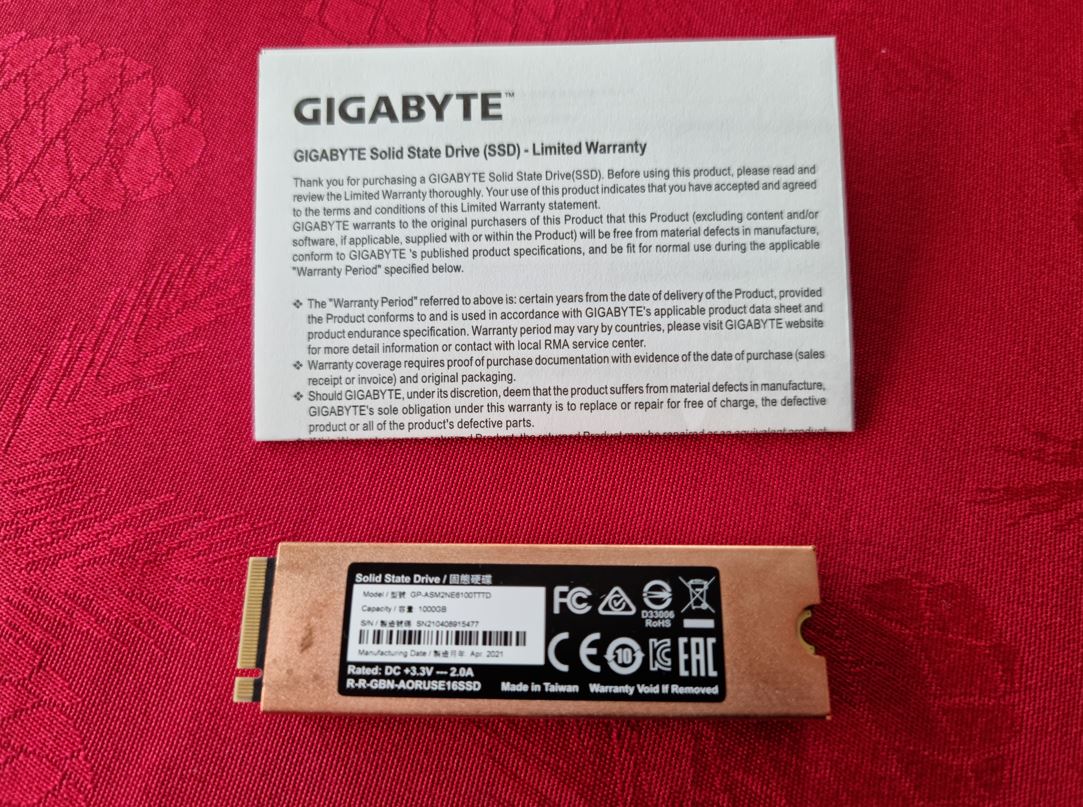 GIGABYTE™
GIGABYTE Solid State Drive (SSD) - Limited Warranty
Thank you for purchasing a GIGABYTE Solid State Drive(SSD). Before using this product, please read and
review the Limited Warranty thoroughly. Your use of this product indicates that you have accepted and agreed
to the terms and conditions of this Limited Warranty statement.
GIGABYTE warrants to the original purchasers of this Product that this Product (excluding content and/or
software, if applicable, supplied with or within the Product) will be free from material defects in manufacture,
conform to GIGABYTE 's published product specifications, and be fit for normal use during the applicable
"Warranty Period" specified below.
❖ The "Warranty Period" referred to above is: certain years from the date of delivery of the Product, provided
the Product conforms to and is used in accordance with GIGABYTE's applicable product data sheet and
product endurance specification. Warranty period may vary by countries, please visit GIGABYTE website
for more detail information or contact with local RMA service center.
❖ Warranty coverage requires proof of purchase documentation with evidence of the date of purchase (sales
receipt or invoice) and original packaging.
❖ Should GIGABYTE, under its discretion, deem that the product suffers from material defects in manufacture,
GIGABYTE's sole obligation under this warranty is to replace or repair for free of charge, the defective
product or all of the product's defective parts.
Product, the returned Product may be repaired or an equivalent product
Solid State Drive / 固態硬碟
Model / 型號 GP-ASM2NE6100TTTD
Capacity / 容量 1000GB
S/N / 製造號碼 SN210408915477
Manufacturing Date / 製造月年 Apr. 2021
Rated: DC +3.3V --- 2.0A
R-R-GBN-AORUSE16SSD Made in Taiwan Warranty Void If Removed
FC
D33006
RoHS
CE 10 EAC